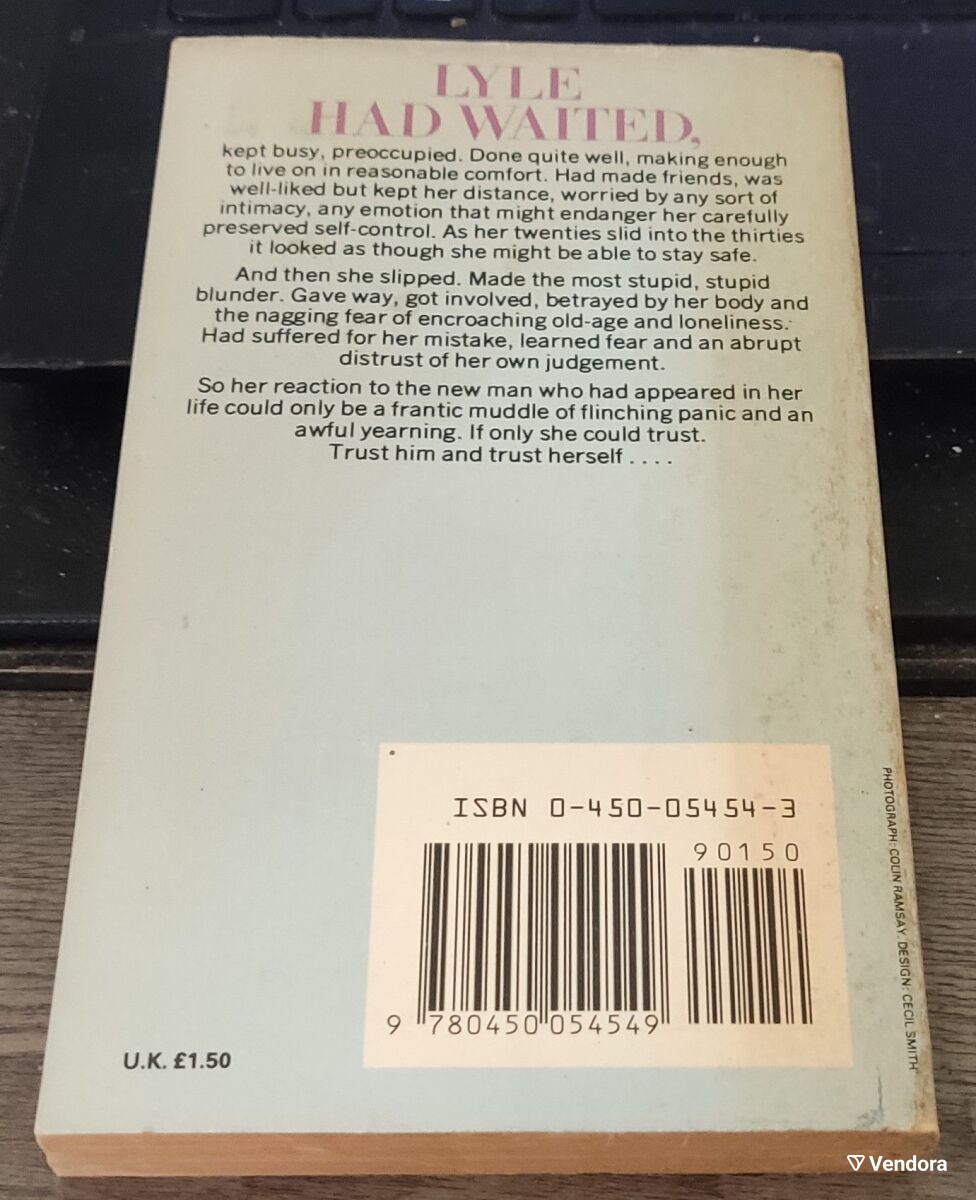 LYLE
HAD WAITED,
kept busy, preoccupied. Done quite well, making enough
to live on in reasonable comfort. Had made friends, was
well-liked but kept her distance, worried by any sort of
intimacy, any emotion that might endanger her carefully
preserved self-control. As her twenties slid into the thirties
it looked as though she might be able to stay safe.
And then she slipped. Made the most stupid, stupid
blunder. Gave way, got involved, betrayed by her body and
the nagging fear of encroaching old-age and loneliness.
Had suffered for her mistake, learned fear and an abrupt
distrust of her own judgement.
So her reaction to the new man who had appeared in her
life could only be a frantic muddle of flinching panic and an
awful yearning. If only she could trust.
Trust him and trust herself . . . .
ISBN 0-450-05454-3
90150
9 780450 054549
U.K. £1.50
PHOTOGRAPH: COLIN RAMSAY. DESIGN: CECIL SMITH
Vendora